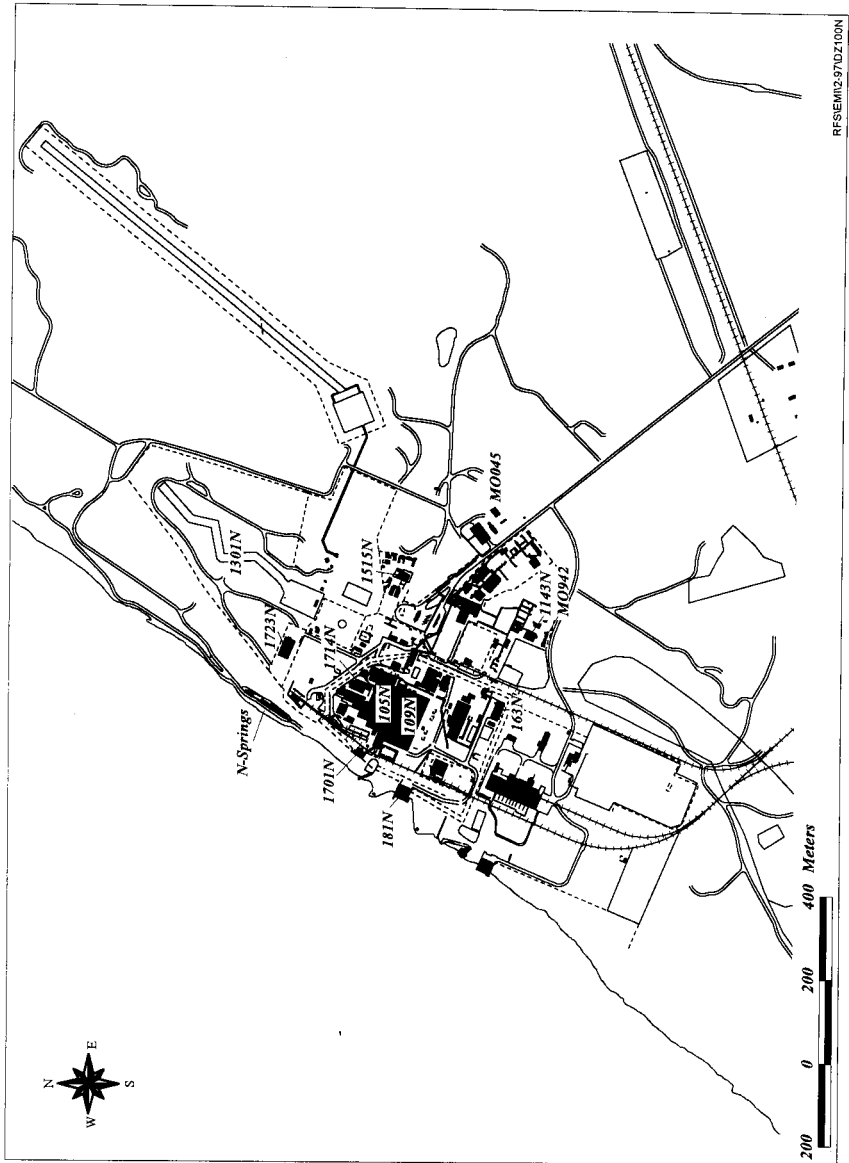 RFS\EMI\2-97\DZ100N
MO045
1515N
1301N
1143N
MO942
1723N
1714N
105N
109N
163N
N-Springs
1701N
181N
N
W
E
S
200
0
200
400
Meters